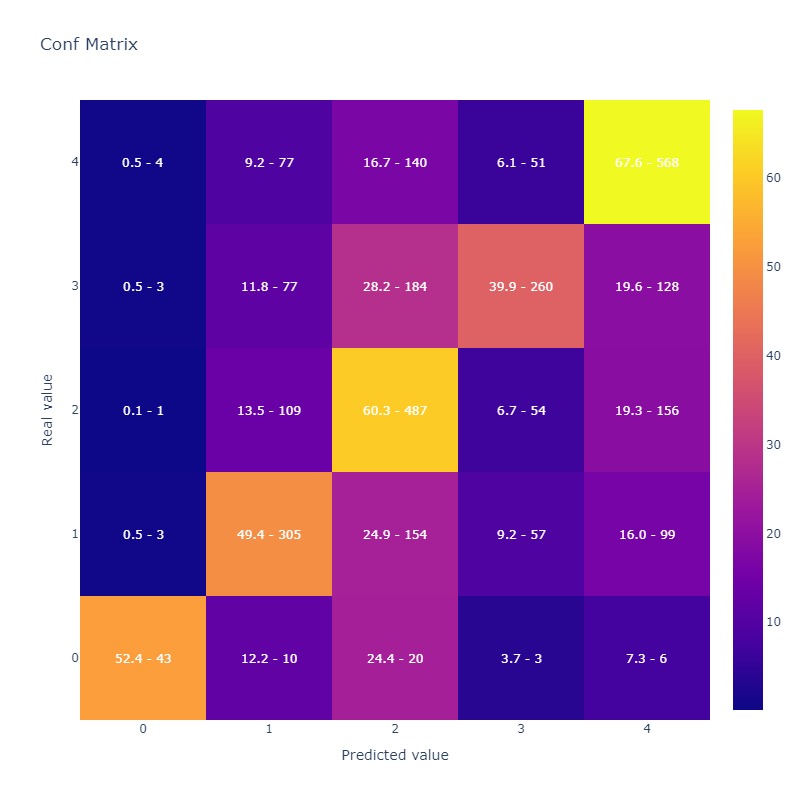 Conf Matrix
4 0.5 - 4 9.2 - 77 16.7 - 140 6.1 - 51 67.6 - 568
3 0.5 - 3 11.8 - 77 28.2 - 184 39.9 - 260 19.6 - 128
2 0.1 - 1 13.5 - 109 60.3 - 487 6.7 - 54 19.3 - 156
1 0.5 - 3 49.4 - 305 24.9 - 154 9.2 - 57 16.0 - 99
0 52.4 - 43 12.2 - 10 24.4 - 20 3.7 - 3 7.3 - 6
0 1 2 3 4
Predicted value
Real value
60
50
40
30
20
10